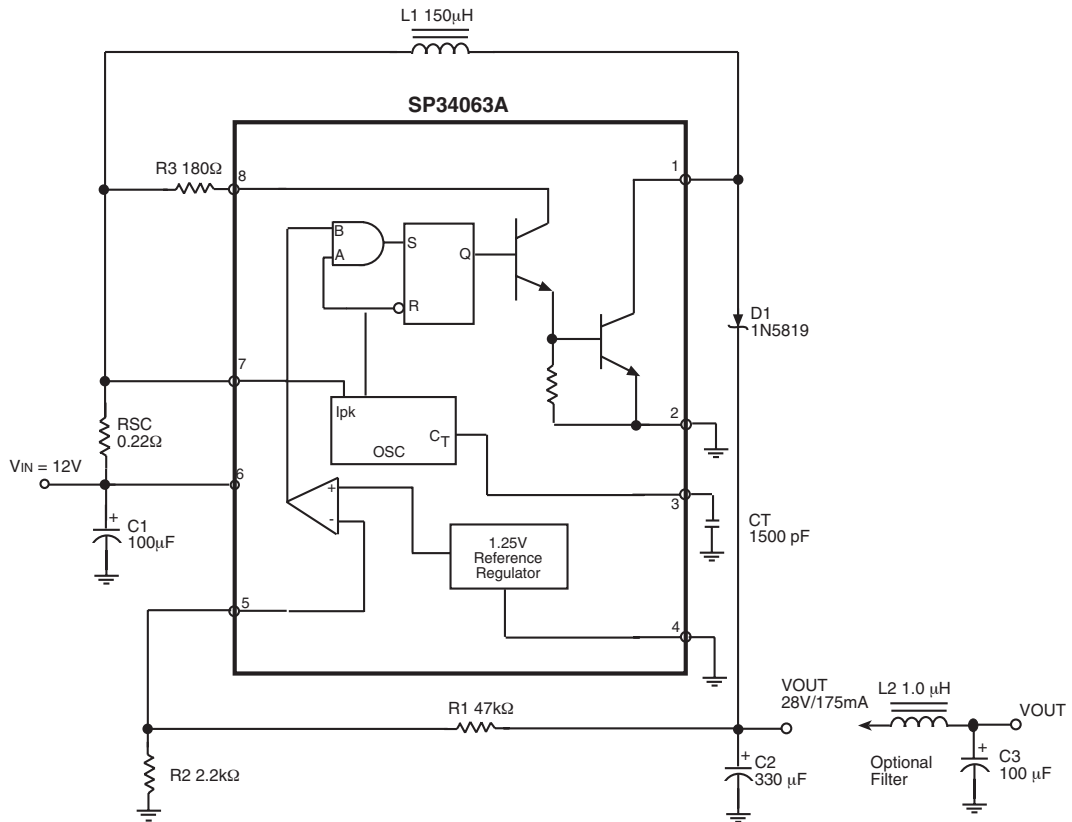 L1 150µH
SP34063A
R3 180Ω
8
1
B
A
S
Q
R
D1
1N5819
7
Ipk
CT
OSC
2
RSC
0.22Ω
VIN = 12V
6
+
-
3
C1
+
100µF
CT
1500 pF
1.25V
Reference
Regulator
5
4
VOUT
28V/175mA
L2 1.0 µH
VOUT
R1 47kΩ
R2 2.2kΩ
+
C2
330 µF
Optional
Filter
+
C3
100 µF